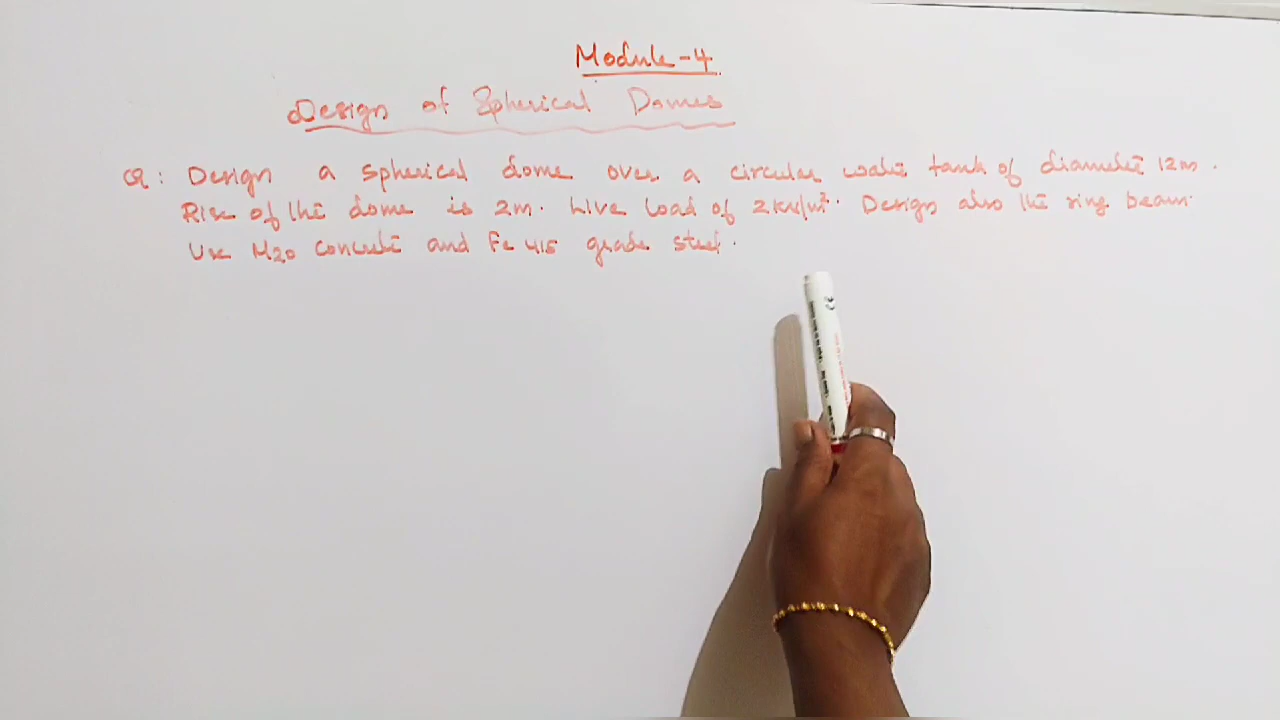 Module-4
Design of Spherical Domes
Q: Design a spherical dome over a circular water tank of diameter 12m.
Rise of the dome is 2m. Live load of 2kN/m². Design also the ring beam.
Use M20 concrete and Fe 415 grade steel.